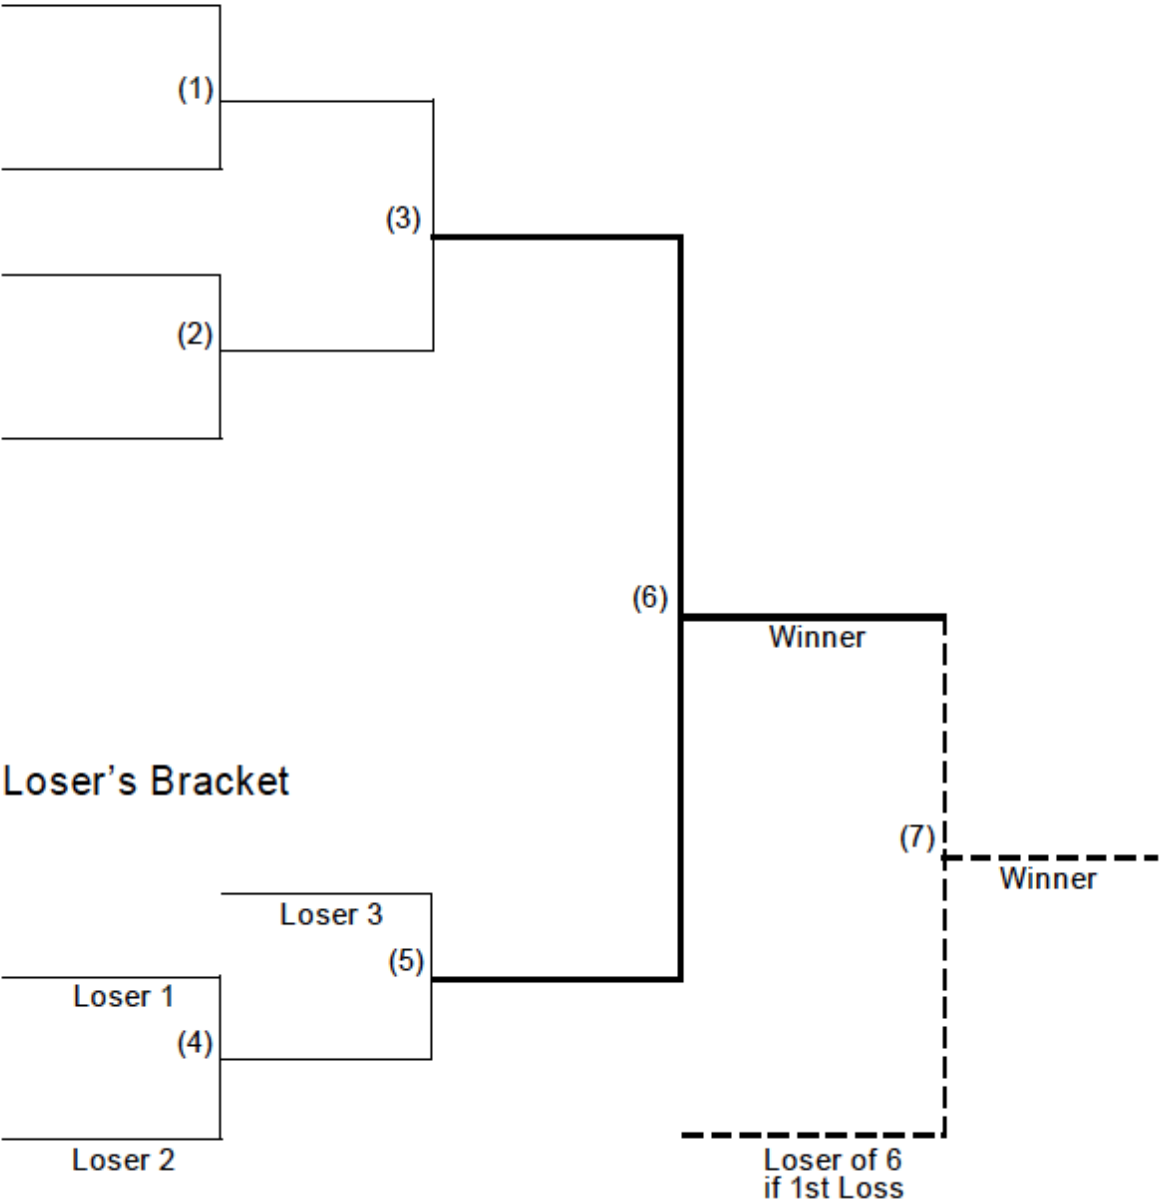 (1)
(3)
(2)
(6)
Winner
Loser’s Bracket
(7)
Winner
Loser 3
(5)
Loser 1
(4)
Loser 2
Loser of 6
if 1st Loss